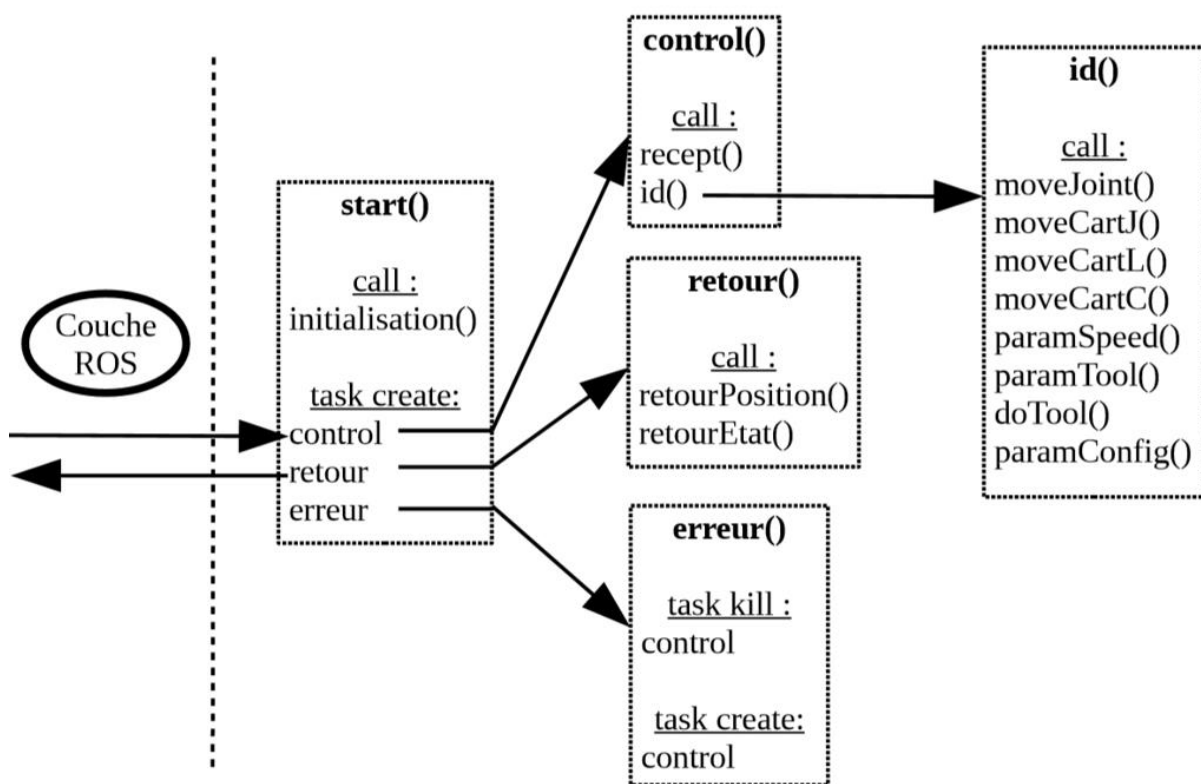 Couche
ROS
start()
call :
initialisation()
task create:
control
retour
erreur
control()
call :
recept()
id()
retour()
call :
retourPosition()
retourEtat()
erreur()
task kill :
control
task create:
control
id()
call :
moveJoint()
moveCartJ()
moveCartL()
moveCartC()
paramSpeed()
paramTool()
doTool()
paramConfig()